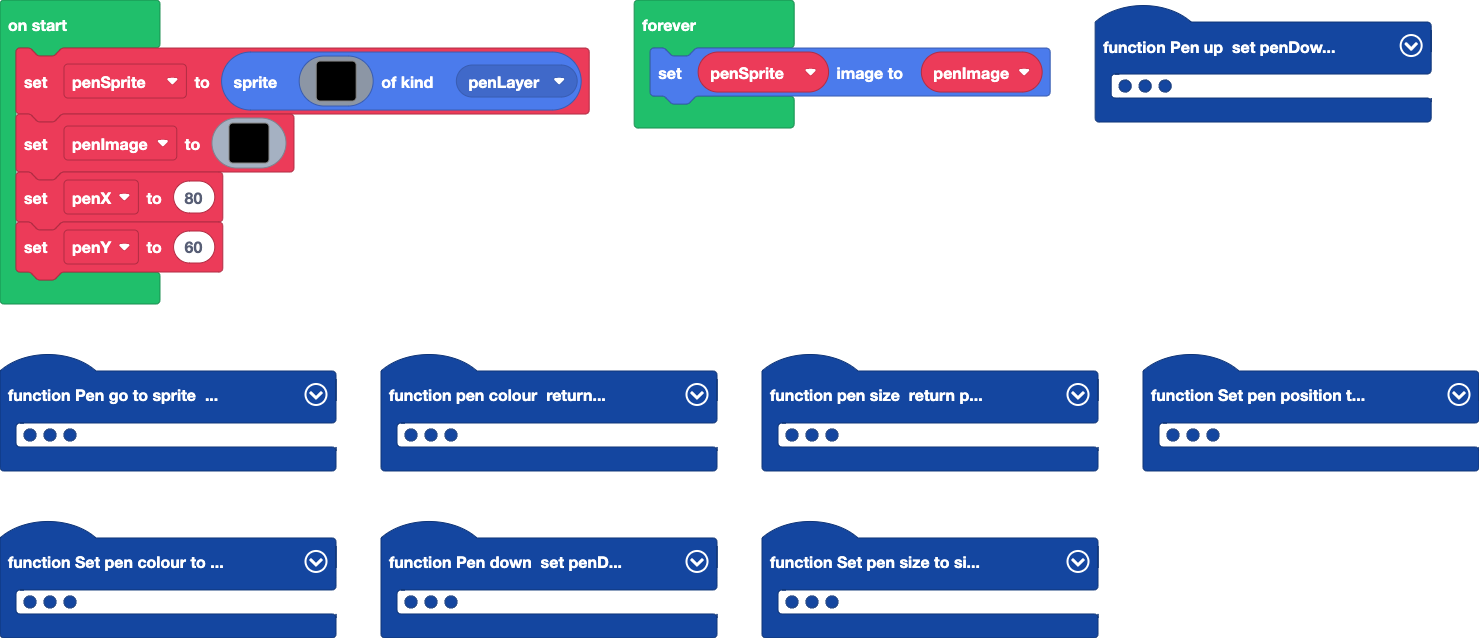 on start
set penSprite to sprite of kind penLayer
set penImage to
set penX to 80
set penY to 60
forever
set penSprite image to penImage
function Pen up set penDow...
function Pen go to sprite ...
function pen colour return...
function pen size return p...
function Set pen position t...
function Set pen colour to ...
function Pen down set penD...
function Set pen size to si...